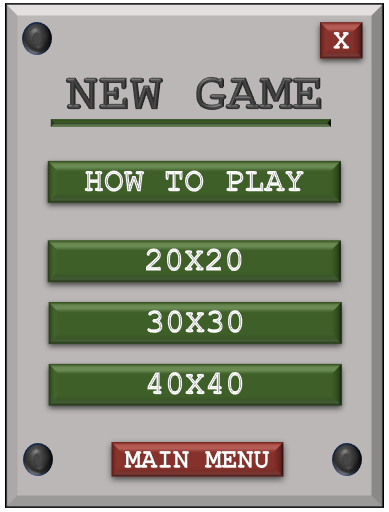 X
NEW GAME
HOW TO PLAY
20X20
30X30
40X40
MAIN MENU